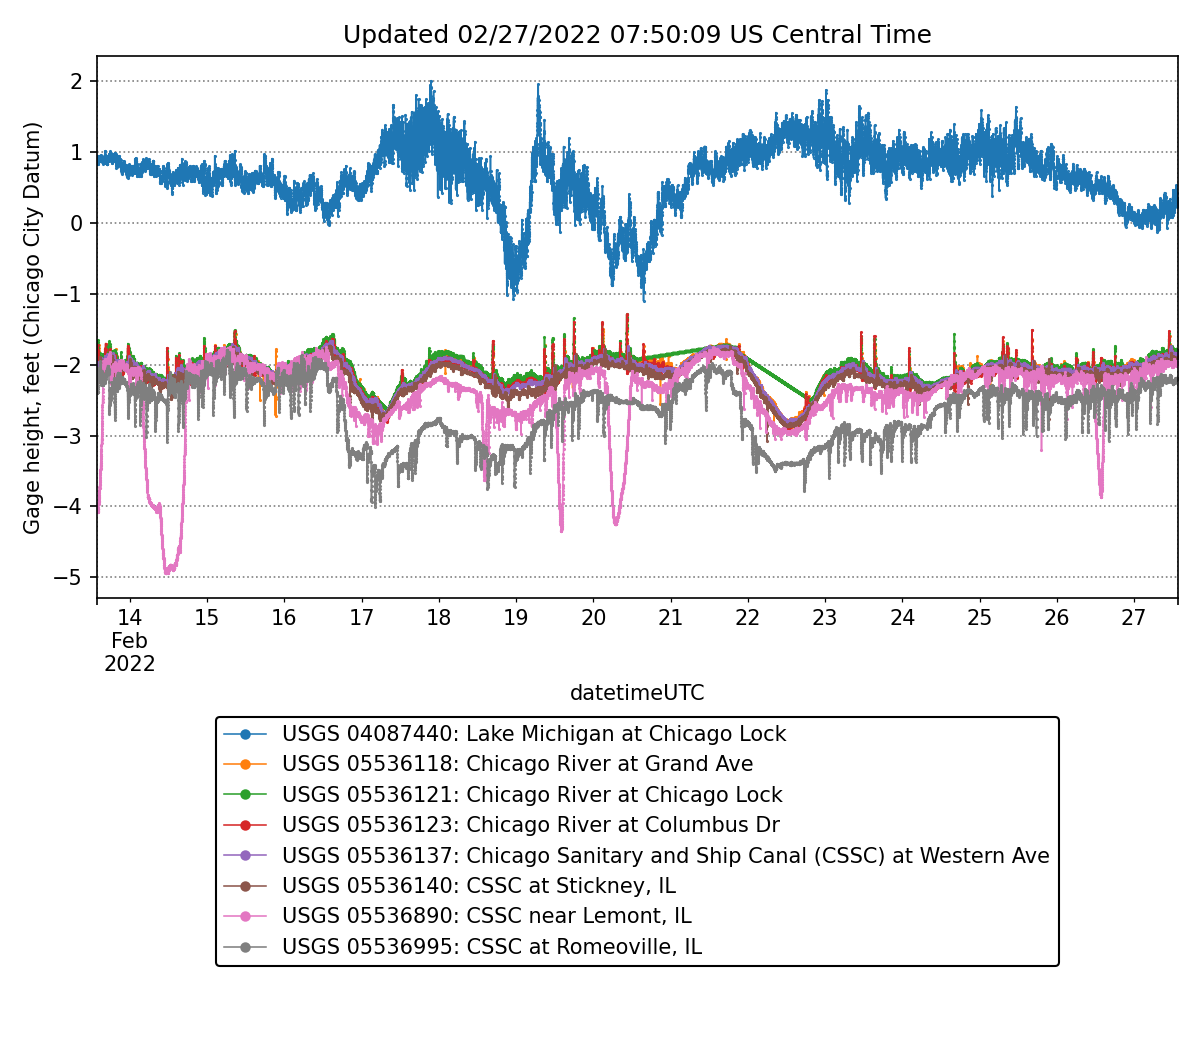 Updated 02/27/2022 07:50:09 US Central Time
Gage height, feet (Chicago City Datum)
2
1
0
−1
−2
−3
−4
−5
14 15 16 17 18 19 20 21 22 23 24 25 26 27
Feb
2022
datetimeUTC
USGS 04087440: Lake Michigan at Chicago Lock
USGS 05536118: Chicago River at Grand Ave
USGS 05536121: Chicago River at Chicago Lock
USGS 05536123: Chicago River at Columbus Dr
USGS 05536137: Chicago Sanitary and Ship Canal (CSSC) at Western Ave
USGS 05536140: CSSC at Stickney, IL
USGS 05536890: CSSC near Lemont, IL
USGS 05536995: CSSC at Romeoville, IL